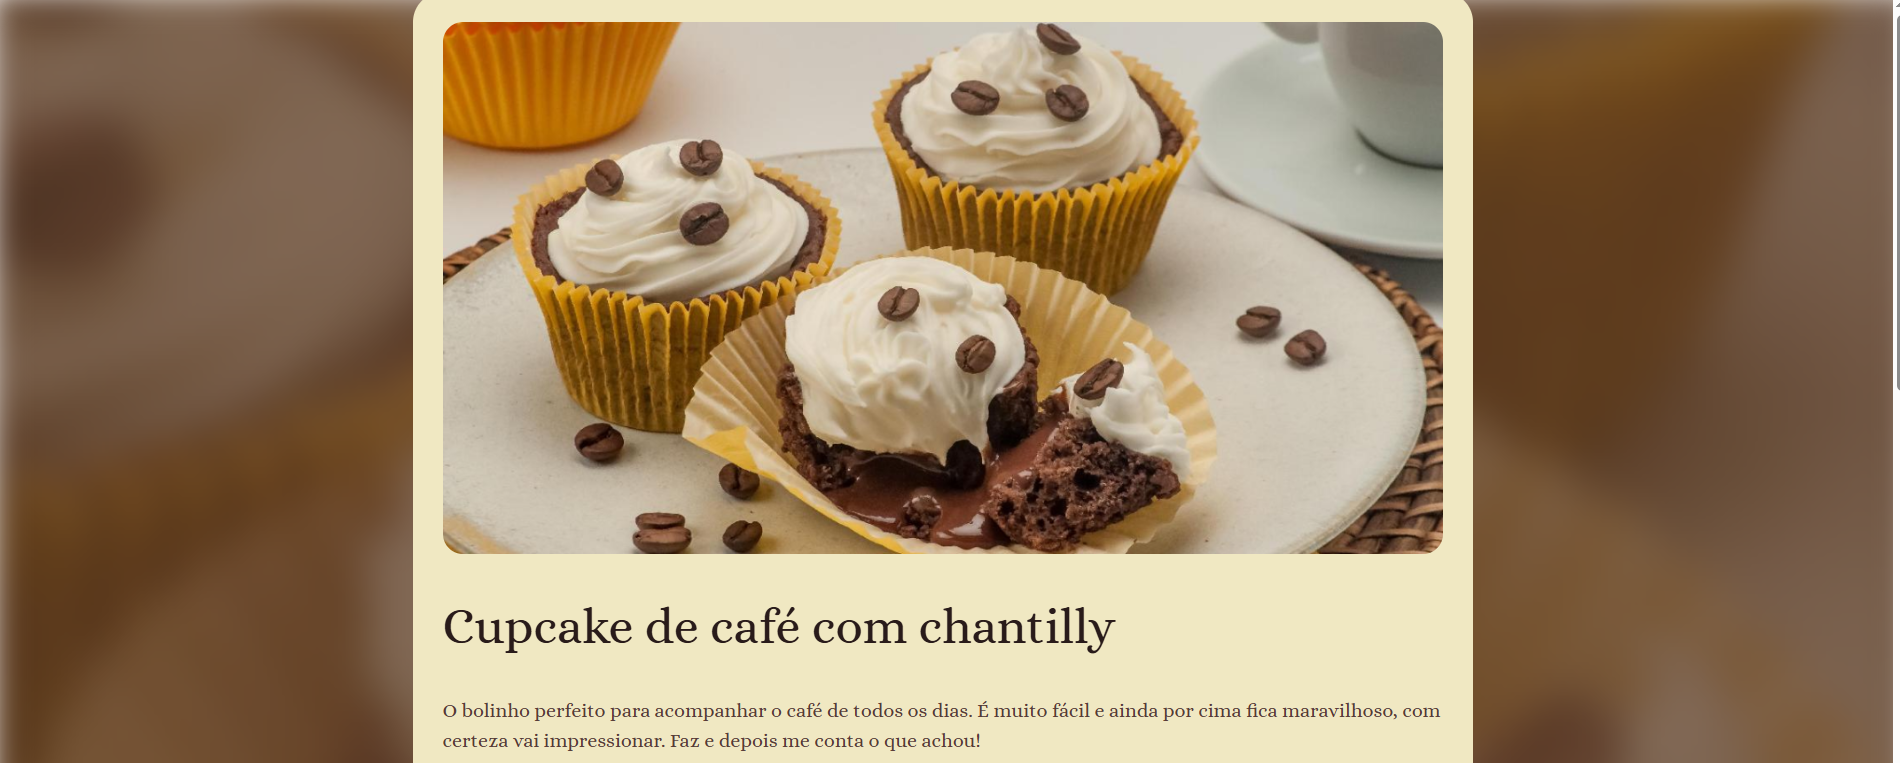 Cupcake de café com chantilly
O bolinho perfeito para acompanhar o café de todos os dias. É muito fácil e ainda por cima fica maravilhoso, com
certeza vai impressionar. Faz e depois me conta o que achou!